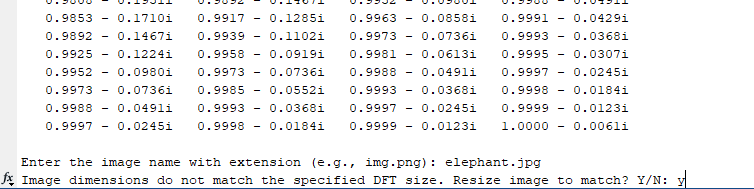 0.9853 - 0.1710i 0.9917 - 0.1285i 0.9963 - 0.0858i 0.9991 - 0.0429i
0.9892 - 0.1467i 0.9939 - 0.1102i 0.9973 - 0.0736i 0.9993 - 0.0368i
0.9925 - 0.1224i 0.9958 - 0.0919i 0.9981 - 0.0613i 0.9995 - 0.0307i
0.9952 - 0.0980i 0.9973 - 0.0736i 0.9988 - 0.0491i 0.9997 - 0.0245i
0.9973 - 0.0736i 0.9985 - 0.0552i 0.9993 - 0.0368i 0.9998 - 0.0184i
0.9988 - 0.0491i 0.9993 - 0.0368i 0.9997 - 0.0245i 0.9999 - 0.0123i
0.9997 - 0.0245i 0.9998 - 0.0184i 0.9999 - 0.0123i 1.0000 - 0.0061i
Enter the image name with extension (e.g., img.png): elephant.jpg
fx Image dimensions do not match the specified DFT size. Resize image to match? Y/N: y